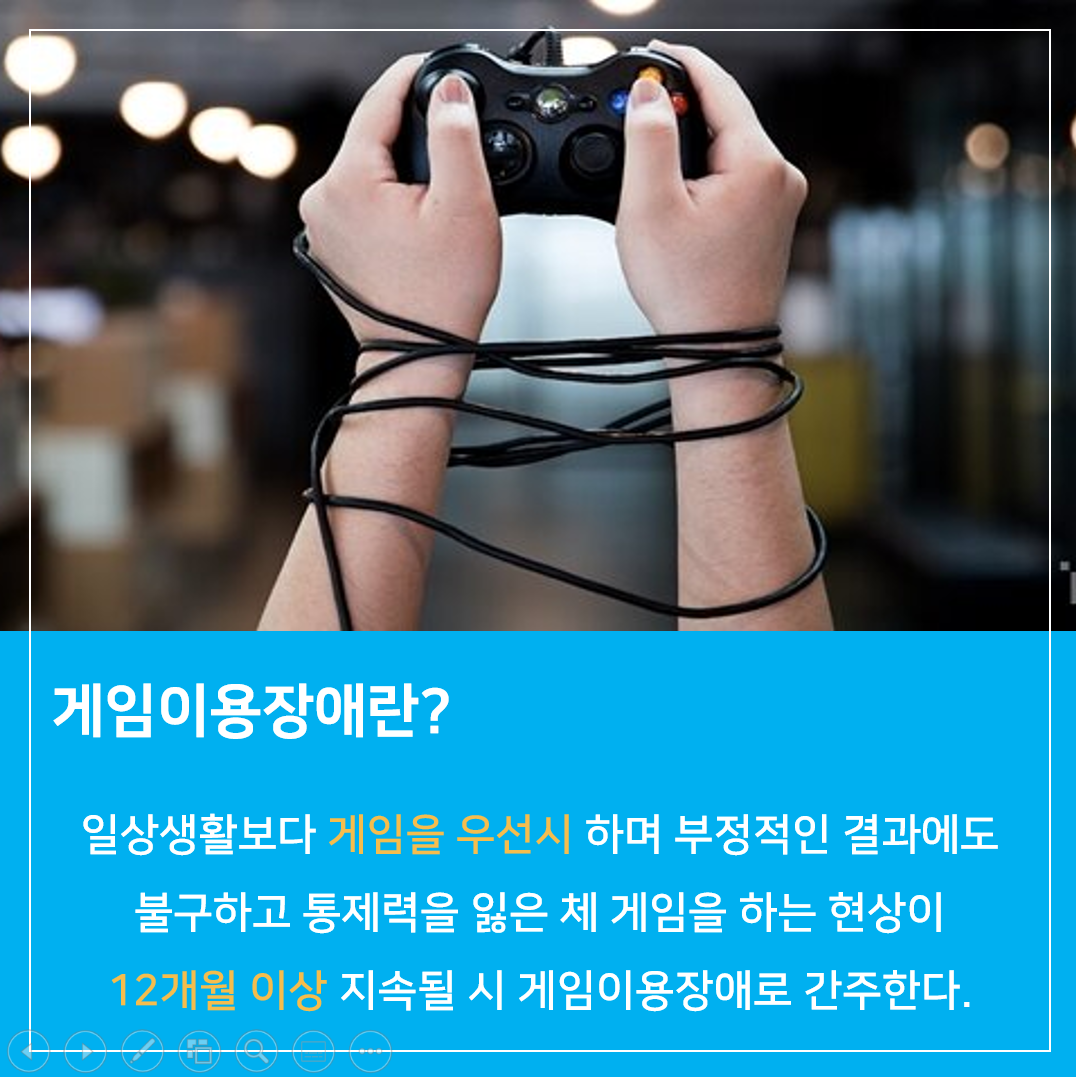 게임이용장애란?
일상생활보다 게임을 우선시 하며 부정적인 결과에도
불구하고 통제력을 잃은 체 게임을 하는 현상이
12개월 이상 지속될 시 게임이용장애로 간주한다.